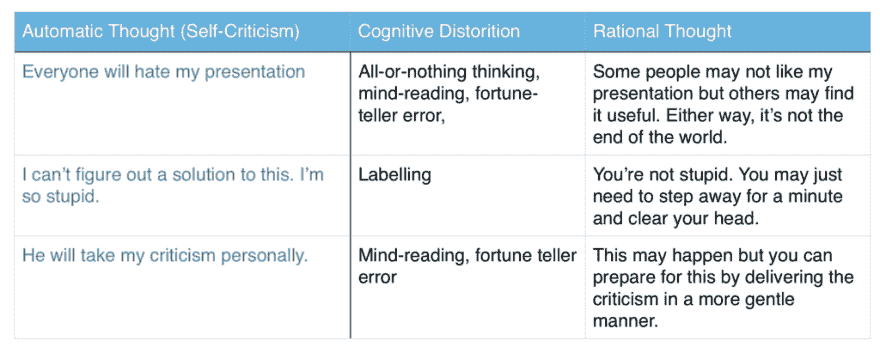 Automatic Thought (Self-Criticism)
Cognitive Distorition
Rational Thought
Everyone will hate my presentation
All-or-nothing thinking,
mind-reading, fortune-
teller error,
Some people may not like my
presentation but others may find
it useful. Either way, it's not the
end of the world.
I can't figure out a solution to this. I'm
so stupid.
Labelling
You're not stupid. You may just
need to step away for a minute
and clear your head.
He will take my criticism personally.
Mind-reading, fortune teller
error
This may happen but you can
prepare for this by delivering the
criticism in a more gentle
manner.